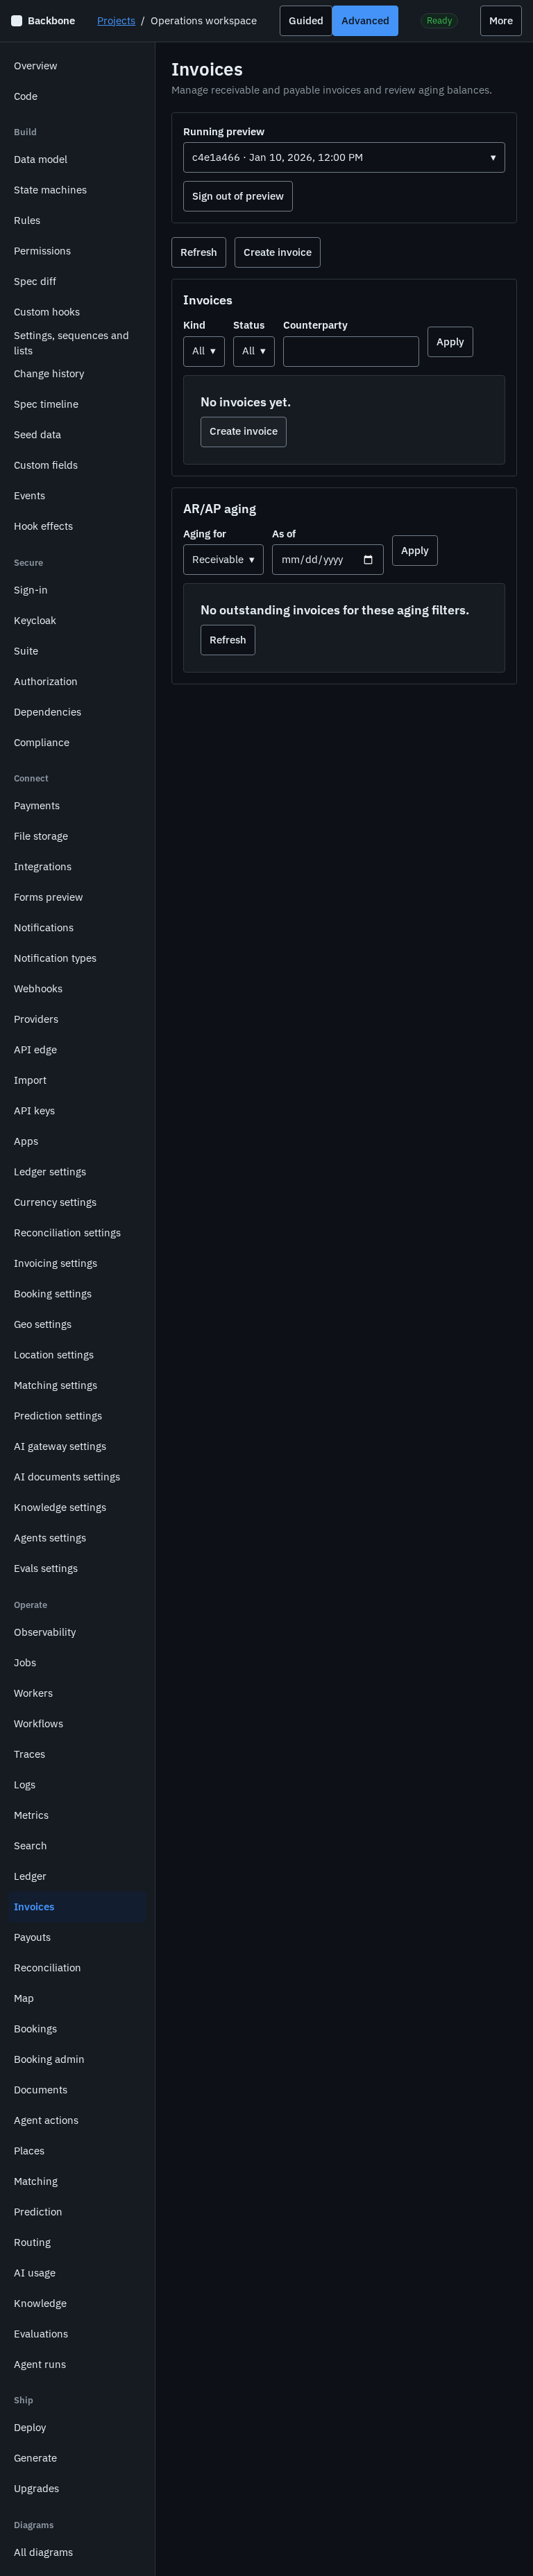 Backbone
Projects / Operations workspace
Guided
Advanced
Ready
More
Overview
Code
Build
Data model
State machines
Rules
Permissions
Spec diff
Custom hooks
Settings, sequences and
lists
Change history
Spec timeline
Seed data
Custom fields
Events
Hook effects
Secure
Sign-in
Keycloak
Suite
Authorization
Dependencies
Compliance
Connect
Payments
File storage
Integrations
Forms preview
Notifications
Notification types
Webhooks
Providers
API edge
Import
API keys
Apps
Ledger settings
Currency settings
Reconciliation settings
Invoicing settings
Booking settings
Geo settings
Location settings
Matching settings
Prediction settings
AI gateway settings
AI documents settings
Knowledge settings
Agents settings
Evals settings
Operate
Observability
Jobs
Workers
Workflows
Traces
Logs
Metrics
Search
Ledger
Invoices
Payouts
Reconciliation
Map
Bookings
Booking admin
Documents
Agent actions
Places
Matching
Prediction
Routing
AI usage
Knowledge
Evaluations
Agent runs
Ship
Deploy
Generate
Upgrades
Diagrams
All diagrams
Invoices
Manage receivable and payable invoices and review aging balances.
Running preview
c4e1a466 · Jan 10, 2026, 12:00 PM
Sign out of preview
Refresh
Create invoice
Invoices
Kind Status Counterparty
All All
Apply
No invoices yet.
Create invoice
AR/AP aging
Aging for As of
Receivable mm/dd/yyyy
Apply
No outstanding invoices for these aging filters.
Refresh